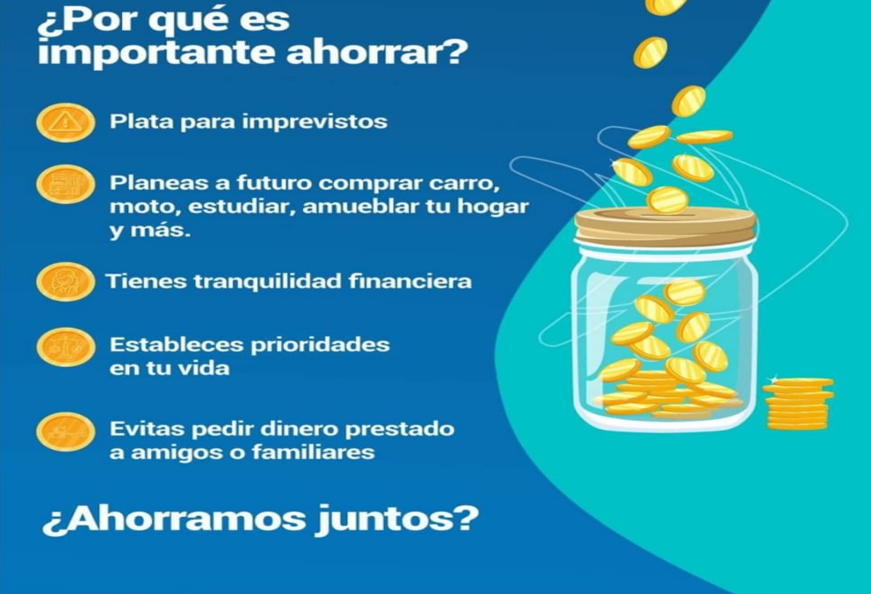 ¿Por qué es
importante ahorrar?
Plata para imprevistos
Planeas a futuro comprar carro,
moto, estudiar, amueblar tu hogar
y más.
Tienes tranquilidad financiera
Estableces prioridades
en tu vida
Evitas pedir dinero prestado
a amigos o familiares
¿Ahorramos juntos?